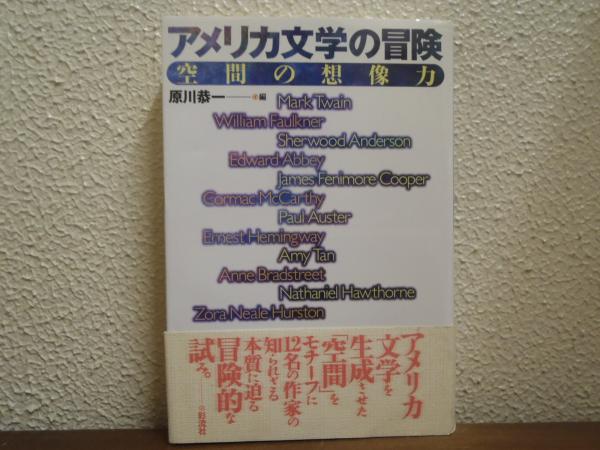 アメリカ文学の冒険
空間の想像力
原川恭一 編
Mark Twain
William Faulkner
Sherwood Anderson
Edward Abbey
James Fenimore Cooper
Cormac McCarthy
Paul Auster
Ernest Hemingway
Amy Tan
Anne Bradstreet
Nathaniel Hawthorne
Zora Neale Hurston
アメリカ
文学を
生成させた
「空間」を
モチーフに
12名の作家の
知られざる
本質に迫る
冒険的な
試み。
彩流社